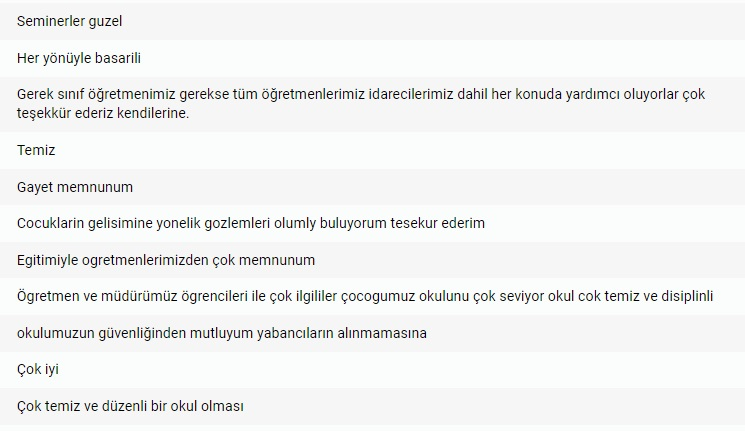 Seminerler guzel
Her yönüyle basarili
Gerek sınıf öğretmenimiz gerekse tüm öğretmenlerimiz idarecilerimiz dahil her konuda yardımcı oluyorlar çok
teşekkür ederiz kendilerine.
Temiz
Gayet memnunum
Cocuklarin gelisimine yonelik gozlemleri olumly buluyorum tesekur ederim
Egitimiyle ogretmenlerimizden çok memnunum
Ögretmen ve müdürümüz ögrencileri ile çok ilgililer çocogumuz okulunu çok seviyor okul cok temiz ve disiplinli
okulumuzun güvenliğinden mutluyum yabancıların alınmamasına
Çok iyi
Çok temiz ve düzenli bir okul olması